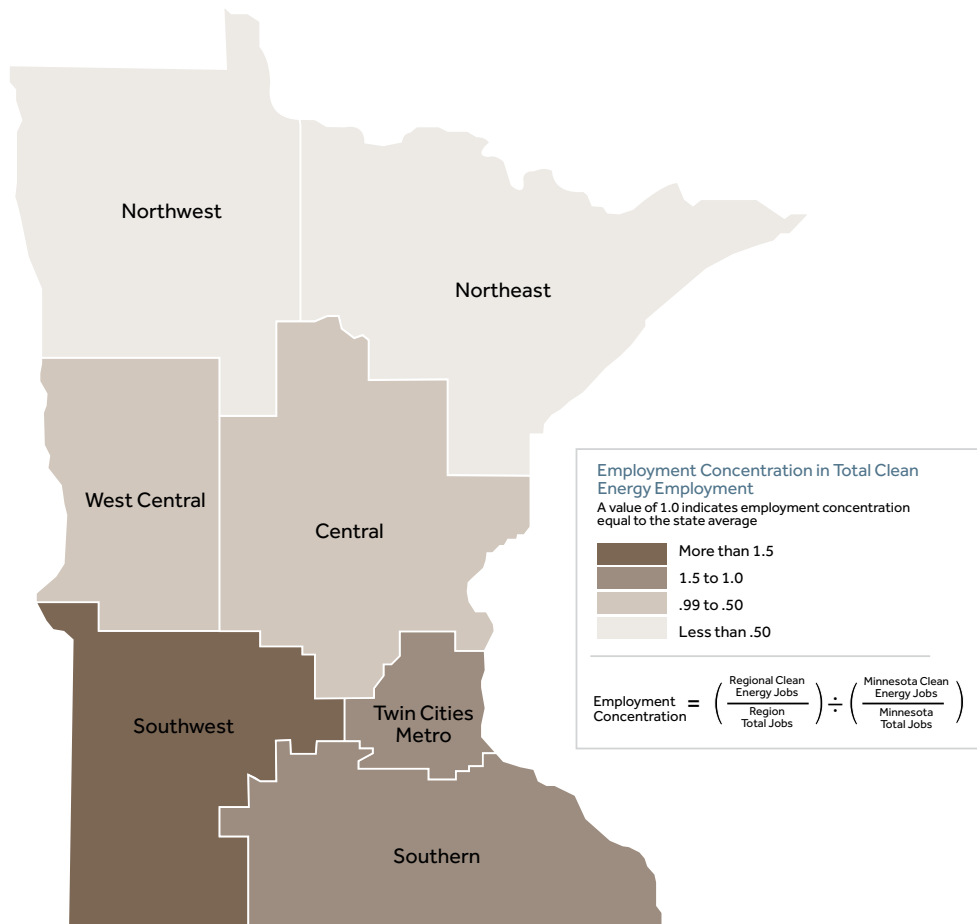 Northwest
Northeast
West Central
Central
Southwest
Twin Cities
Metro
Southern
Employment Concentration in Total Clean
Energy Employment
A value of 1.0 indicates employment concentration
equal to the state average
More than 1.5
1.5 to 1.0
.99 to .50
Less than .50
Employment
Concentration
=
(
Regional Clean
Energy Jobs
Region
Total Jobs
)
÷
(
Minnesota Clean
Energy Jobs
Minnesota
Total Jobs
)